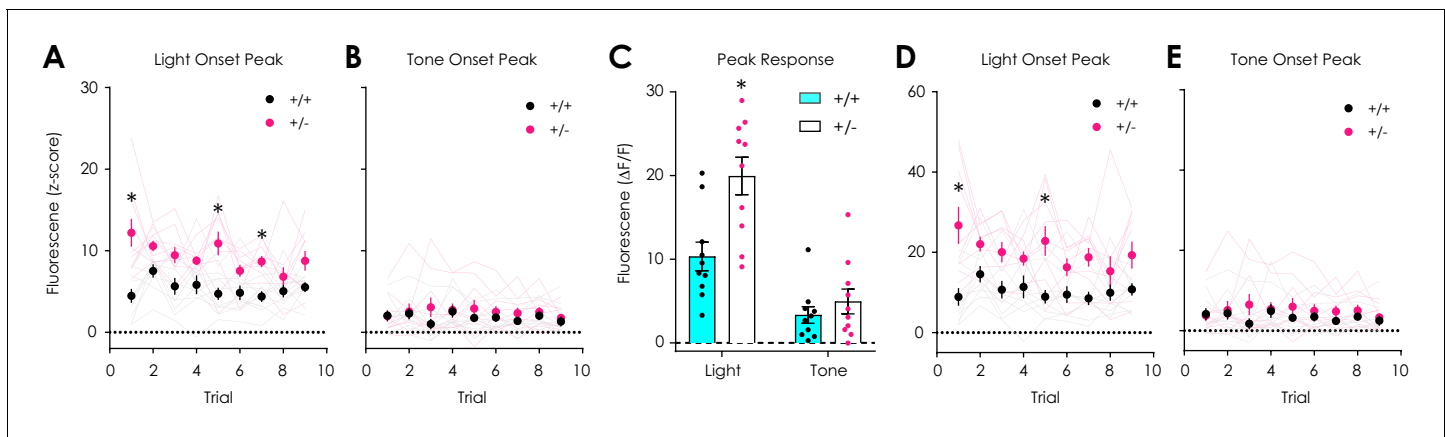 A
Light Onset Peak
Fluorescene (z-score)
30
20
10
0
0 2 4 6 8 10
Trial
+/+
+/-
*
*
*
B
Tone Onset Peak
0 2 4 6 8 10
Trial
+/+
+/-
C
Peak Response
Fluorescene (ΔF/F)
30
20
10
0
Light Tone
+/+
+/-
*
D
Light Onset Peak
60
40
20
0
0 2 4 6 8 10
Trial
+/+
+/-
*
*
E
Tone Onset Peak
0 2 4 6 8 10
Trial
+/+
+/-